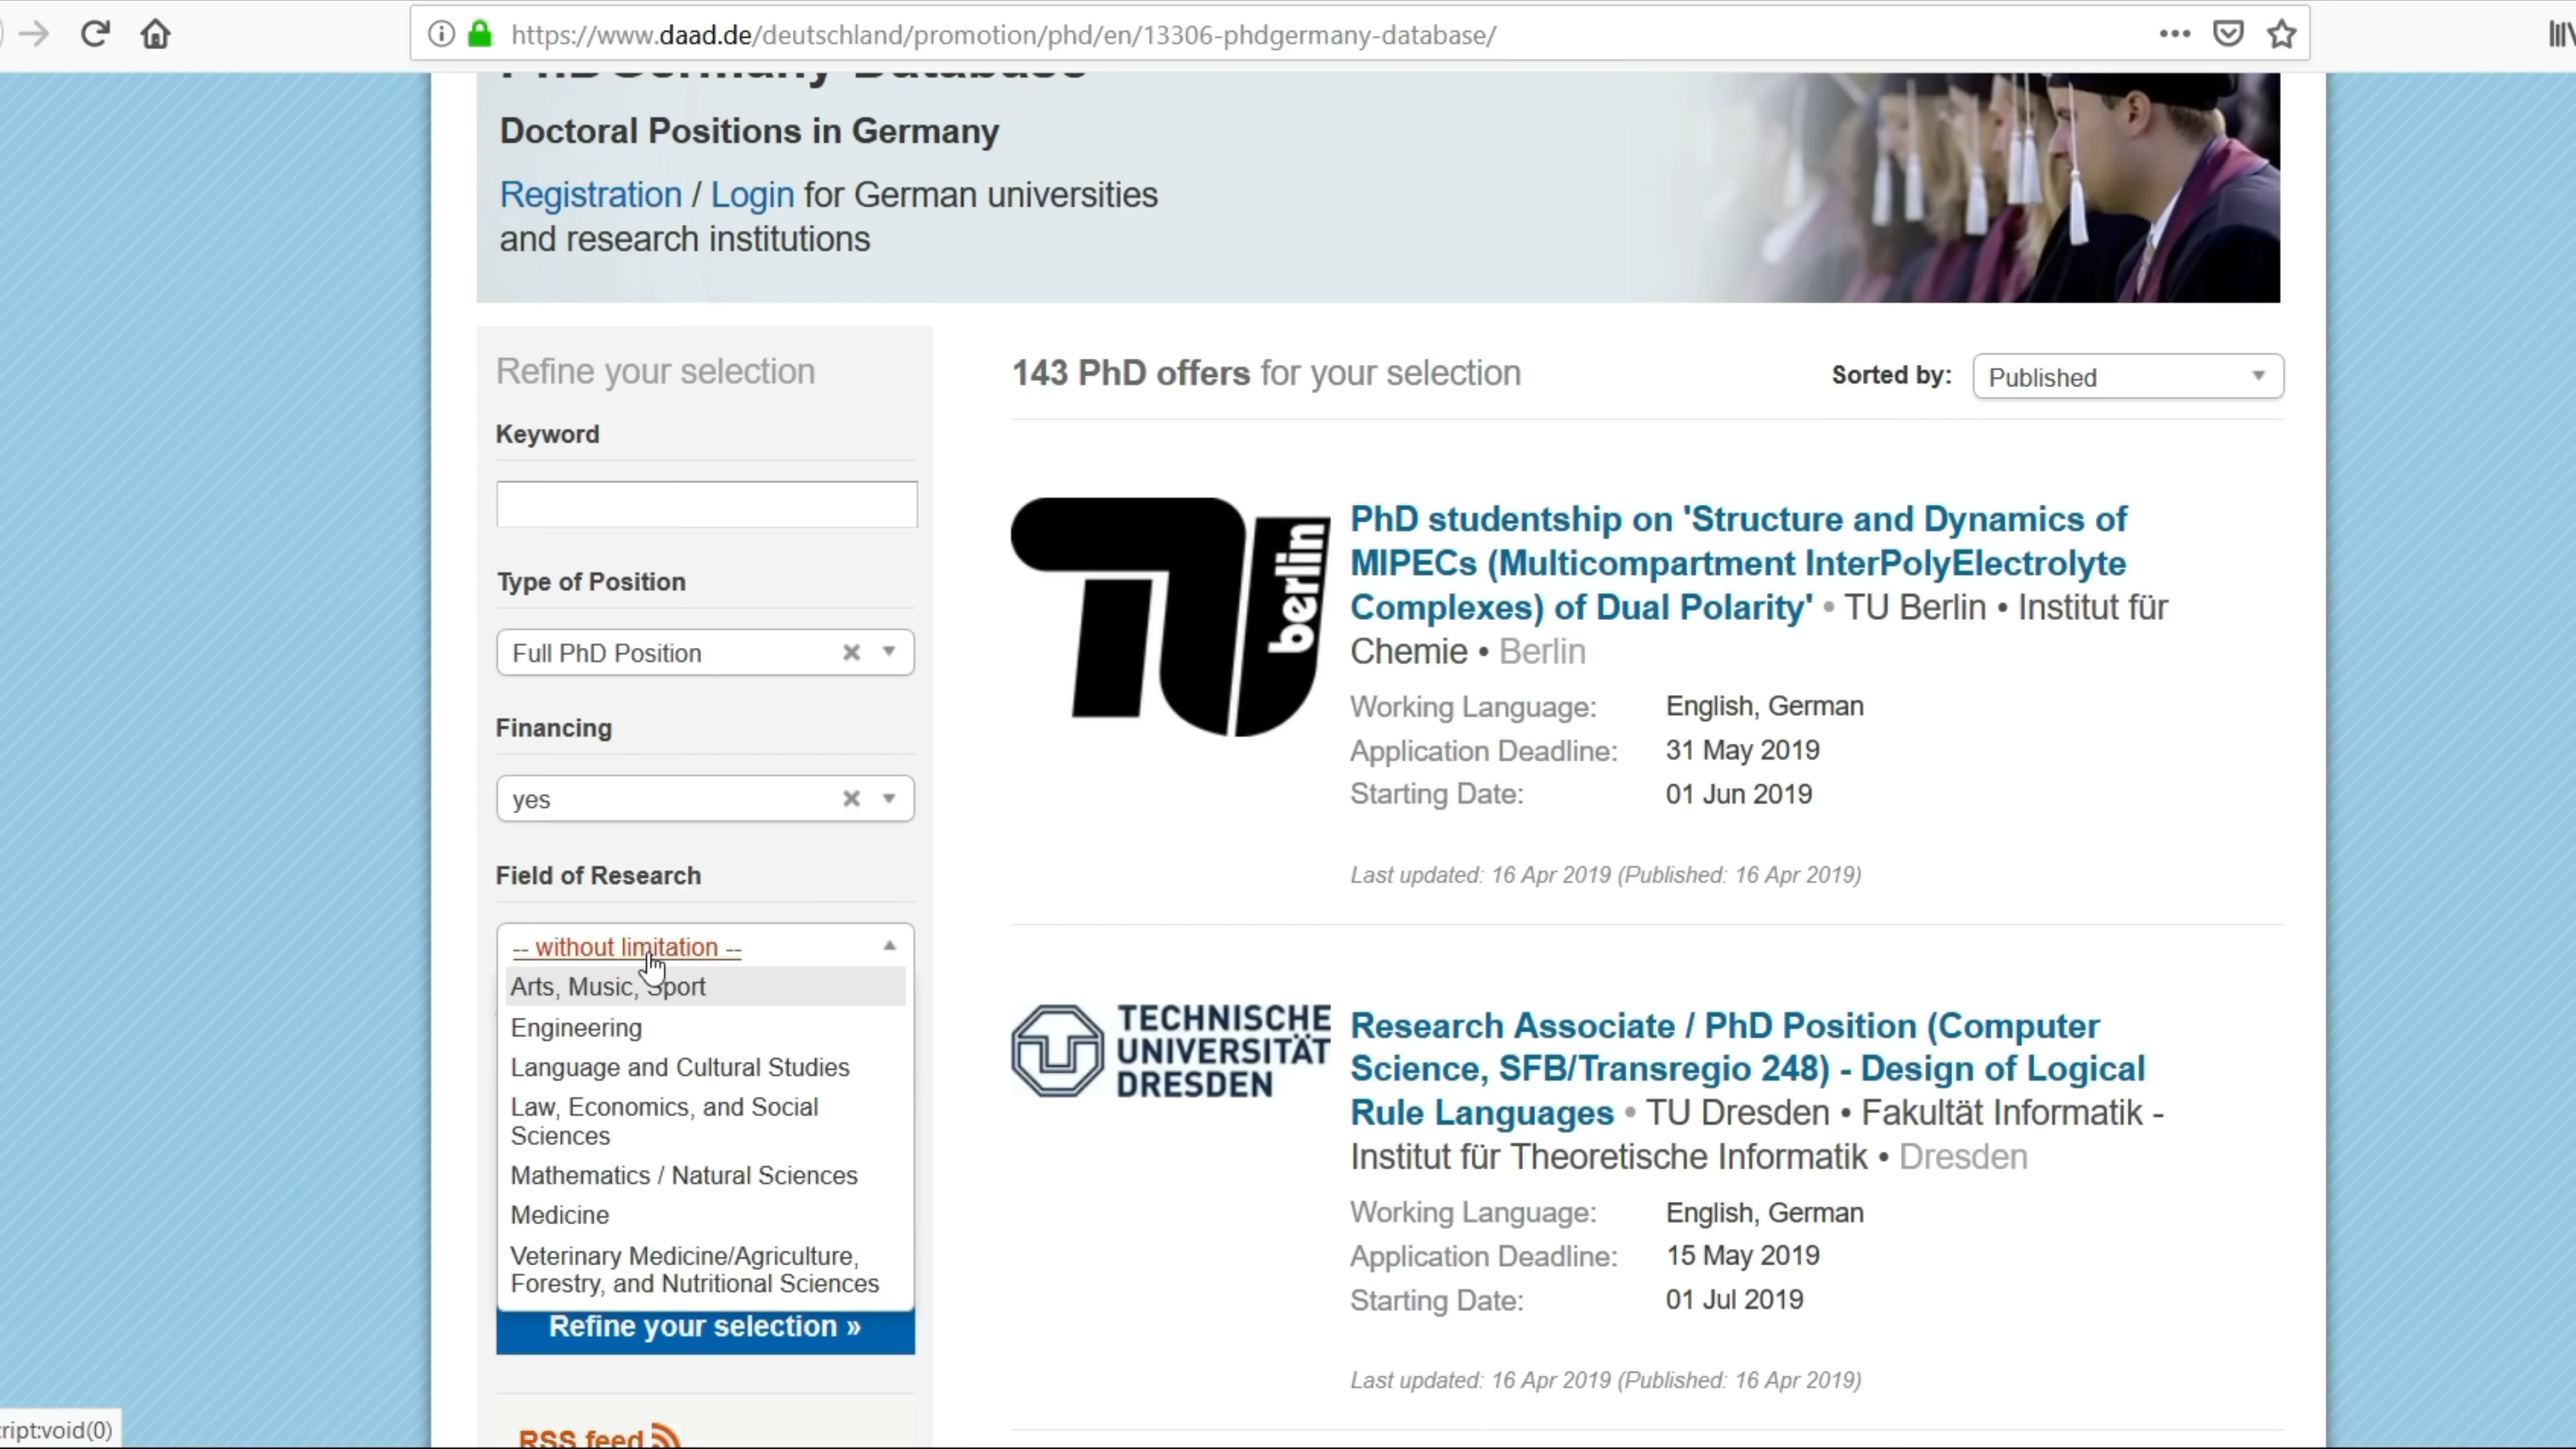 https://www.daad.de/deutschland/promotion/phd/en/13306-phdgermany-database/
PhDGermany Database
Doctoral Positions in Germany
Registration / Login for German universities
and research institutions
Refine your selection
Keyword
Type of Position
Full PhD Position
Financing
yes
Field of Research
-- without limitation --
Arts, Music, Sport
Engineering
Language and Cultural Studies
Law, Economics, and Social
Sciences
Mathematics / Natural Sciences
Medicine
Veterinary Medicine/Agriculture,
Forestry, and Nutritional Sciences
Refine your selection »
RSS feed
143 PhD offers for your selection
Sorted by:
Published
berlin
PhD studentship on 'Structure and Dynamics of
MIPECs (Multicompartment InterPolyElectrolyte
Complexes) of Dual Polarity' • TU Berlin • Institut für
Chemie • Berlin
Working Language: English, German
Application Deadline: 31 May 2019
Starting Date: 01 Jun 2019
Last updated: 16 Apr 2019 (Published: 16 Apr 2019)
TECHNISCHE
UNIVERSITÄT
DRESDEN
Research Associate / PhD Position (Computer
Science, SFB/Transregio 248) - Design of Logical
Rule Languages • TU Dresden • Fakultät Informatik -
Institut für Theoretische Informatik • Dresden
Working Language: English, German
Application Deadline: 15 May 2019
Starting Date: 01 Jul 2019
Last updated: 16 Apr 2019 (Published: 16 Apr 2019)
ript:void(0)